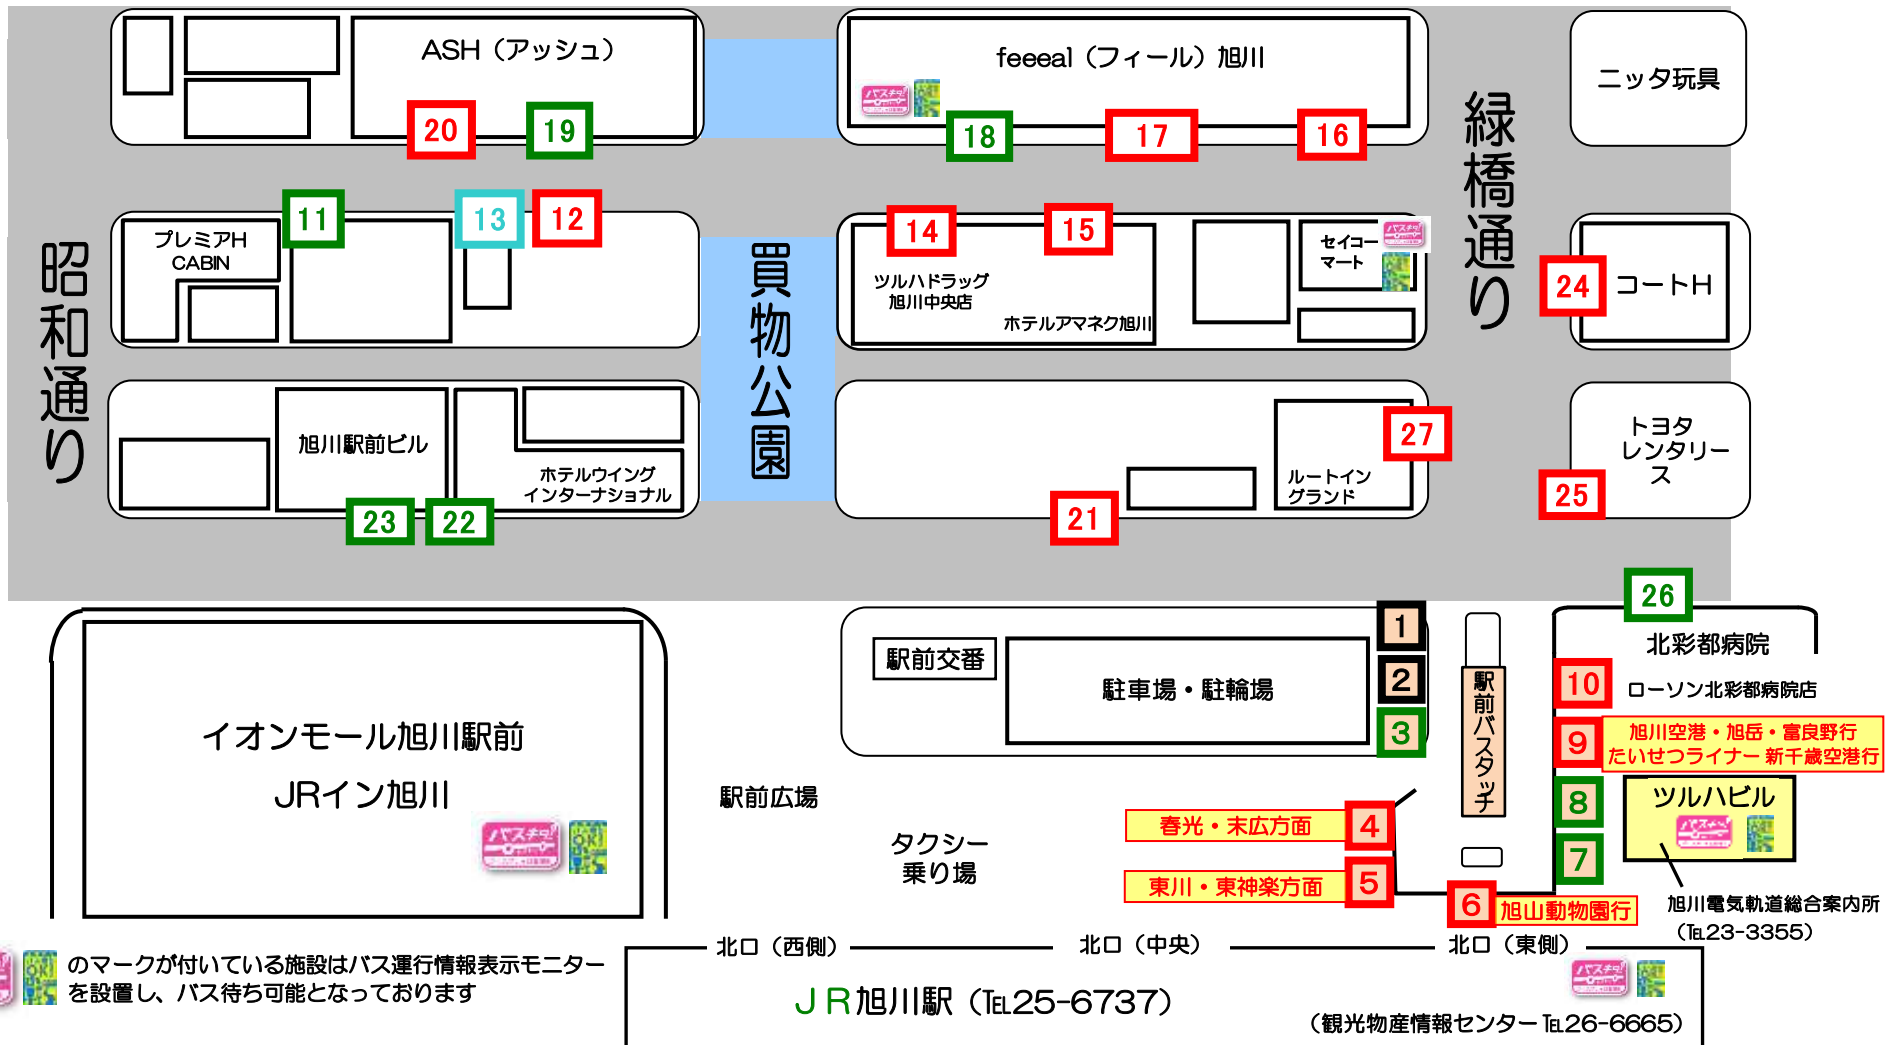 ASH（アッシュ）
feeeal（フィール）旭川
ニッタ玩具
20
19
18
17
16
緑橋通り
11
13
12
14
15
プレミアH
CABIN
昭和通り
買物公園
ツルハドラッグ
旭川中央店
ホテルアマネク旭川
セイコー
マート
24
コートH
旭川駅前ビル
ホテルウイング
インターナショナル
23
22
21
ルートイン
グランド
27
トヨタ
レンタリー
ス
25
26
北彩都病院
駅前交番
駐車場・駐輪場
1
2
3
駅前バスタッチ
10
ローソン北彩都病院店
9
旭川空港・旭岳・富良野行
たいせつライナー 新千歳空港行
8
7
ツルハビル
イオンモール旭川駅前
JRイン旭川
駅前広場
タクシー
乗り場
春光・末広方面
4
東川・東神楽方面
5
6
旭山動物園行
旭川電気軌道総合案内所
（℡23-3355）
のマークが付いている施設はバス運行情報表示モニター
を設置し、バス待ち可能となっております
北口（西側）
北口（中央）
北口（東側）
ＪＲ旭川駅（℡25-6737）
（観光物産情報センター ℡26-6665）